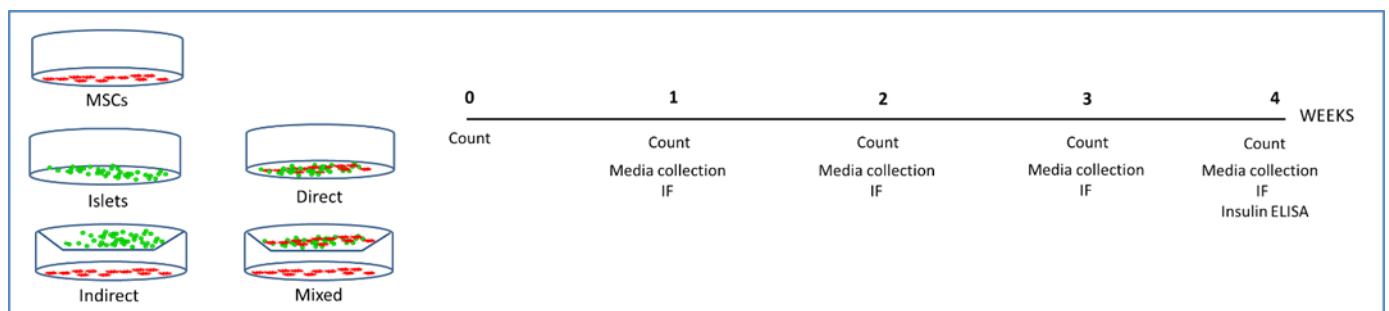 MSCs
Islets
Direct
Indirect
Mixed
0 1 2 3 4
WEEKS
Count Count Count Count Count
Media collection Media collection Media collection Media collection
IF IF IF IF
Insulin ELISA